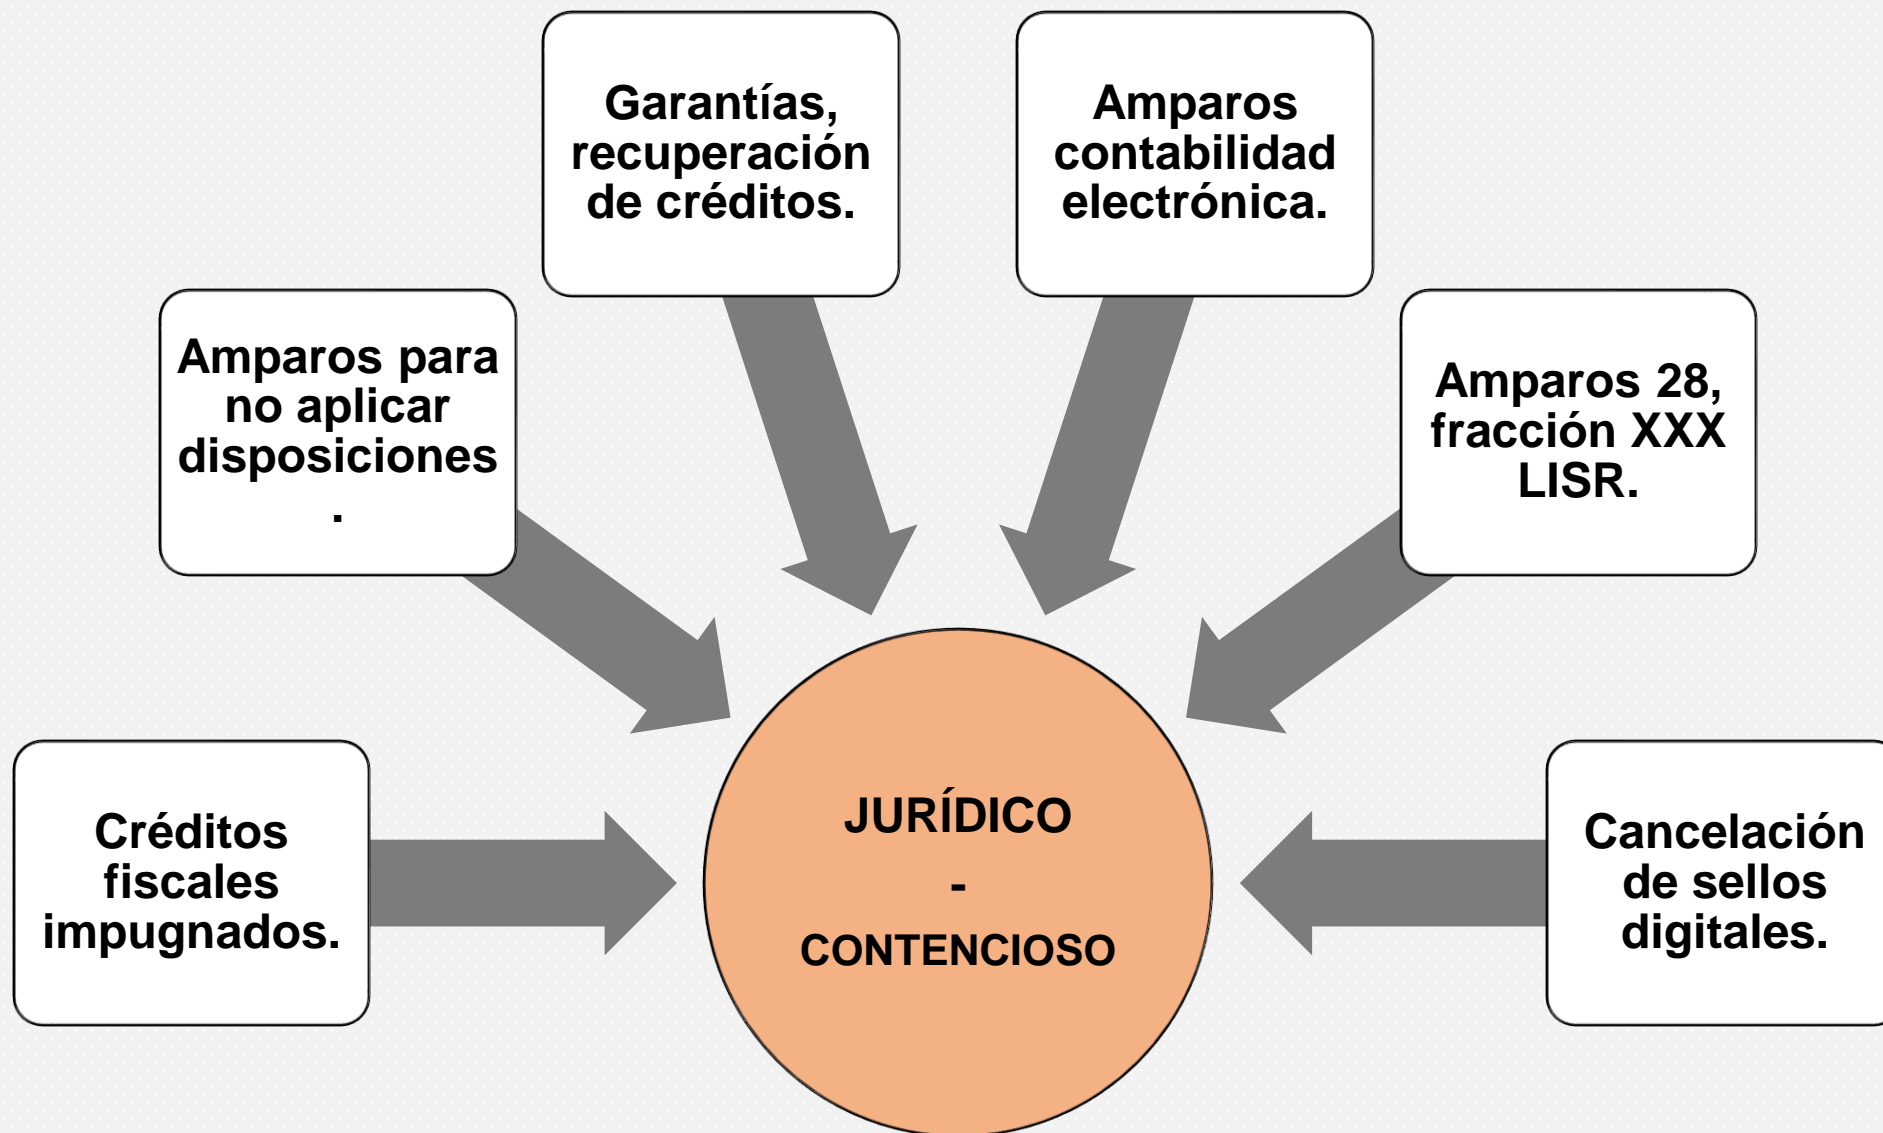 Garantías,
recuperación
de créditos.
Amparos
contabilidad
electrónica.
Amparos para
no aplicar
disposiciones
.
Amparos 28,
fracción XXX
LISR.
Créditos
fiscales
impugnados.
JURÍDICO
-
CONTENCIOSO
Cancelación
de sellos
digitales.